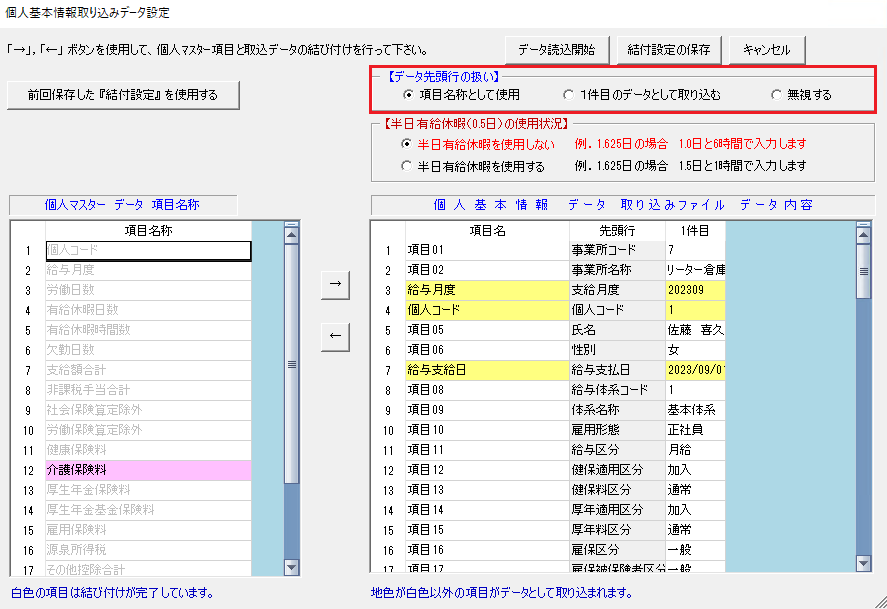 個人基本情報取り込みデータ設定
「→」，「←」 ボタンを使用して、個人マスター項目と取込データの結び付けを行って下さい。
データ読込開始 結付設定の保存 キャンセル
前回保存した『結付設定』を使用する
【データ先頭行の扱い】
項目名称として使用 1件目のデータとして取り込む 無視する
【半日有給休暇（0.5日）の使用状況】
半日有給休暇を使用しない 例．1.625日の場合 1.0日と6時間で入力します
半日有給休暇を使用する 例．1.625日の場合 1.5日と1時間で入力します
個人マスター データ 項目名称
項目名称
1 個人コード
2 給与月度
3 労働日数
4 有給休暇日数
5 有給休暇時間数
6 欠勤日数
7 支給額合計
8 非課税手当合計
9 社会保険算定除外
10 労働保険算定除外
11 健康保険料
12 介護保険料
13 厚生年金保険料
14 厚生年金基金保険料
15 雇用保険料
16 源泉所得税
17 その他控除合計
白色の項目は結び付けが完了しています。
→
←
個人基本情報 データ 取り込みファイル データ内容
項目名 先頭行 1件目
1 項目01 事業所コード 7
2 項目02 事業所名称 リーター倉庫
3 給与月度 支給月度 202309
4 個人コード 個人コード 1
5 項目05 氏名 佐藤 喜久
6 項目06 性別 女
7 給与支給日 給与支払日 2023/09/01
8 項目08 給与体系コード 1
9 項目09 体系名称 基本体系
10 項目10 雇用形態 正社員
11 項目11 給与区分 月給
12 項目12 健保適用区分 加入
13 項目13 健保料区分 通常
14 項目14 厚年適用区分 加入
15 項目15 厚年料区分 通常
16 項目16 雇保区分 一般
17 項目17 雇保被保険者区分 一般
地色が白色以外の項目がデータとして取り込まれます。